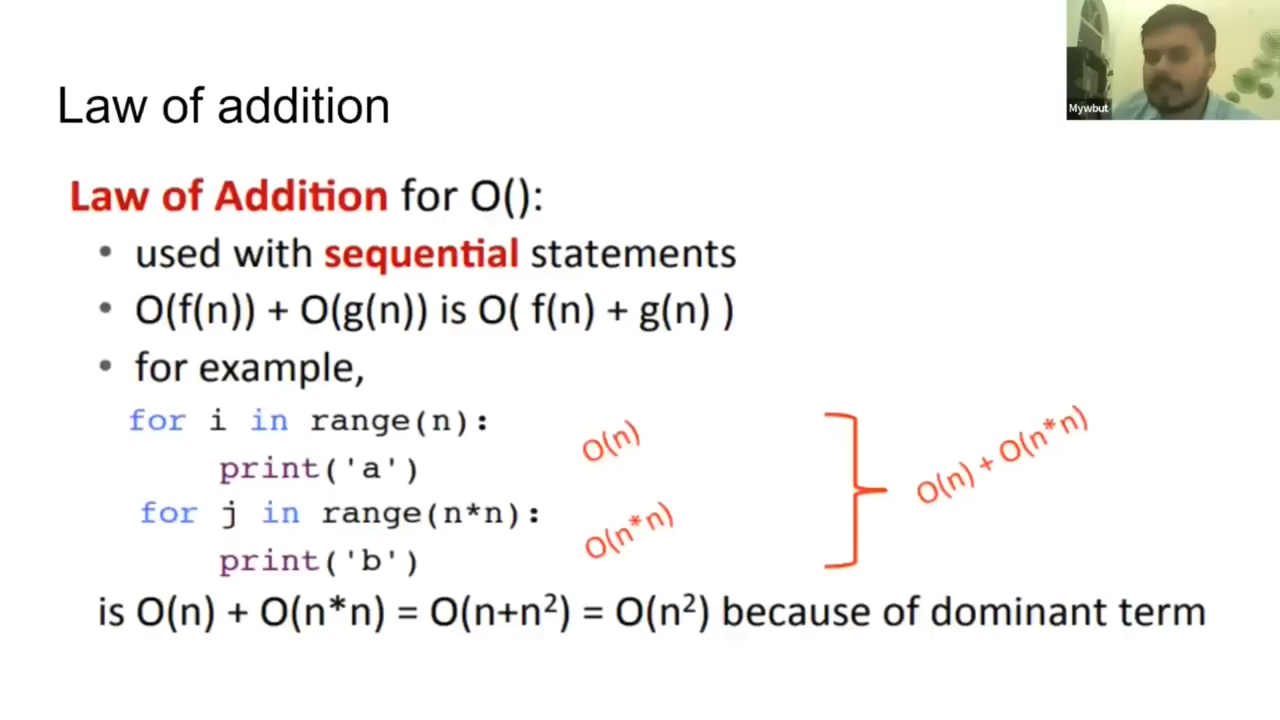 Mywbut
Law of addition
Law of Addition for O():
• used with sequential statements
• O(f(n)) + O(g(n)) is O( f(n) + g(n) )
• for example,
for i in range(n):
print('a')
O(n)
for j in range(n*n):
print('b')
O(n*n)
O(n) + O(n*n)
is O(n) + O(n*n) = O(n+n²) = O(n²) because of dominant term